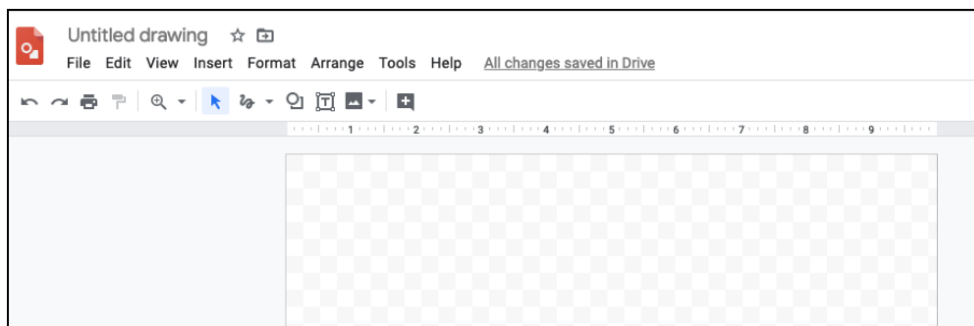 Untitled drawing
File Edit View Insert Format Arrange Tools Help All changes saved in Drive
T
1 2 3 4 5 6 7 8 9